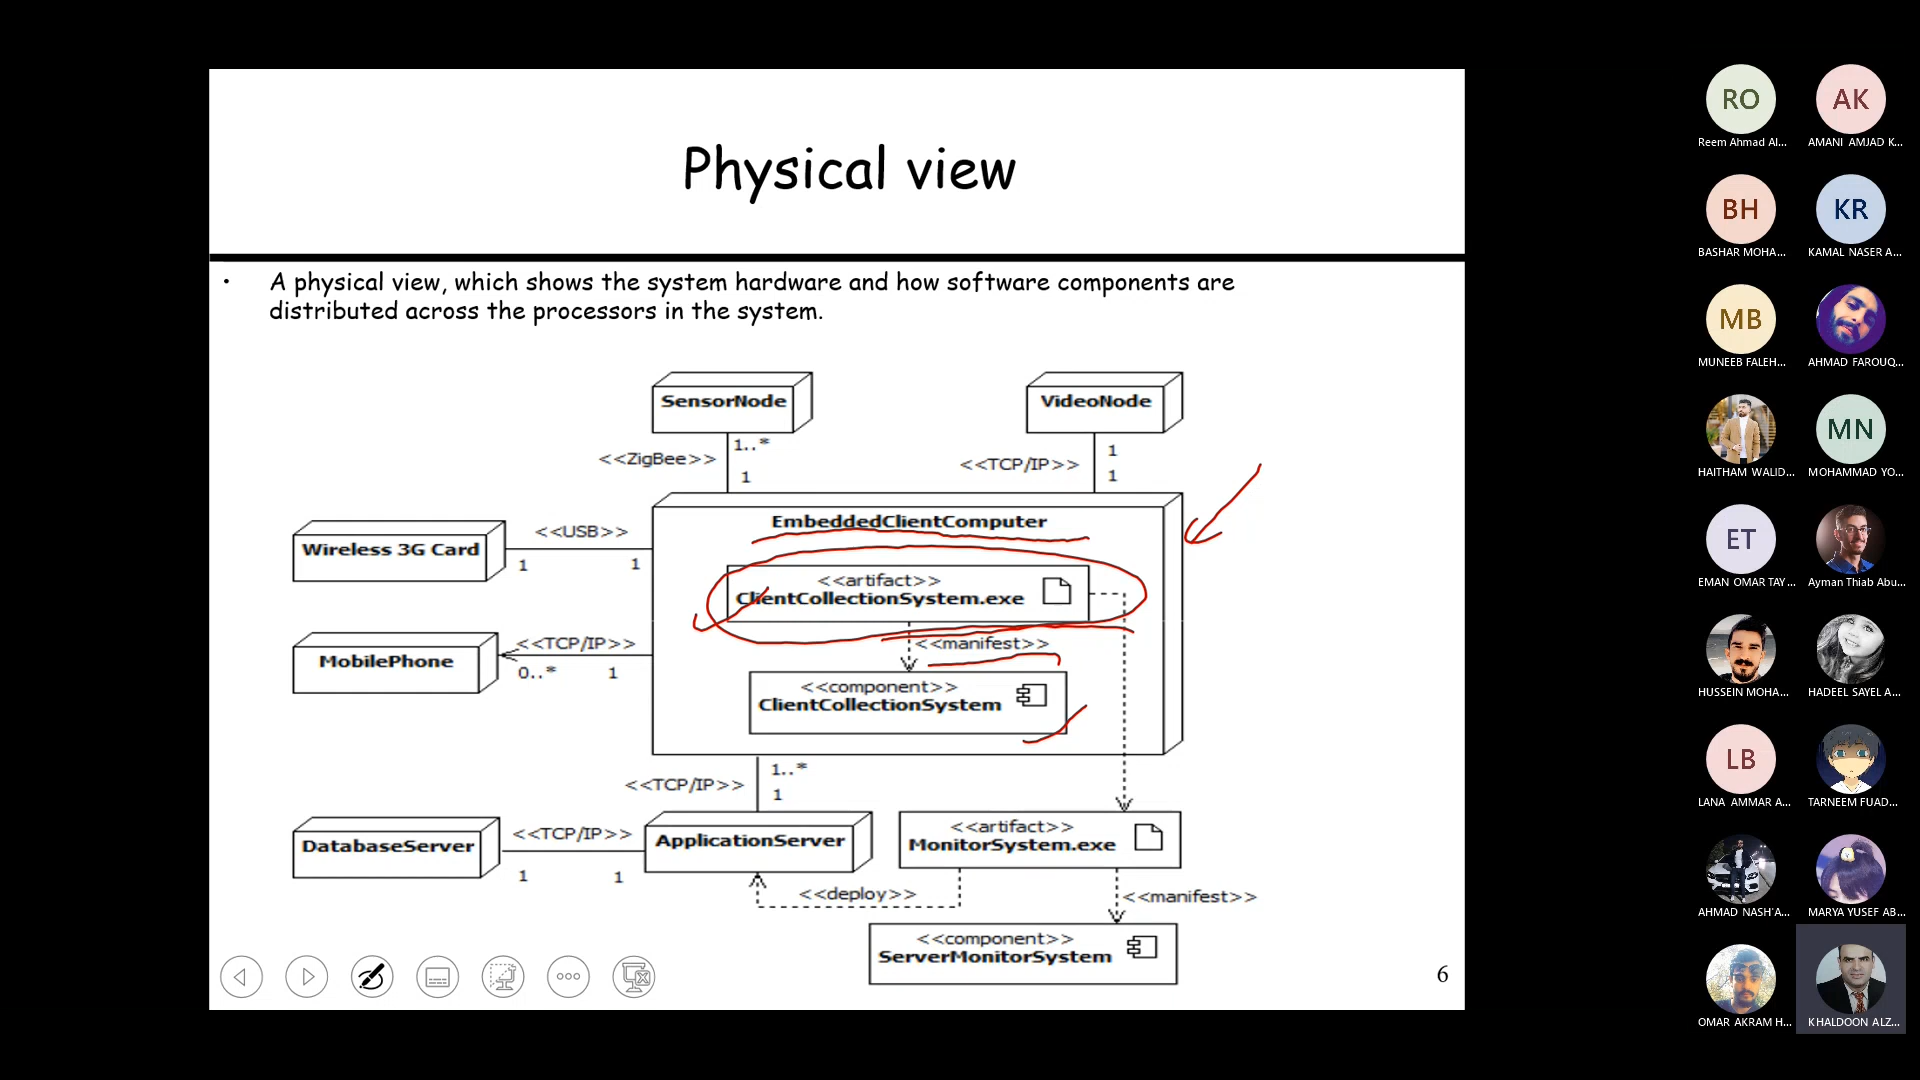 Physical view
• A physical view, which shows the system hardware and how software components are
distributed across the processors in the system.
SensorNode
VideoNode
1..*
<<ZigBee>>
1
1
<<TCP/IP>>
1
EmbeddedClientComputer
Wireless 3G Card
<<USB>>
1
1
<<artifact>>
ClientCollectionSystem.exe
<<manifest>>
MobilePhone
<<TCP/IP>>
0..*
1
<<component>>
ClientCollectionSystem
<<TCP/IP>>
1..*
1
DatabaseServer
<<TCP/IP>>
1
1
ApplicationServer
<<artifact>>
MonitorSystem.exe
<<deploy>>
<<manifest>>
<<component>>
ServerMonitorSystem
6
RO
Reem Ahmad Al...
AK
AMANI AMJAD K...
BH
BASHAR MOHA...
KR
KAMAL NASER A...
MB
MUNEEB FALEH...
AHMAD FAROUQ...
HAITHAM WALID...
MN
MOHAMMAD YO...
ET
EMAN OMAR TAY...
Ayman Thiab Abu...
HUSSEIN MOHA...
HADEEL SAYEL A...
LB
LANA AMMAR A...
TARNEEM FUAD...
AHMAD NASH'A...
MARYA YUSEF AB...
OMAR AKRAM H...
KHALDOON ALZ...